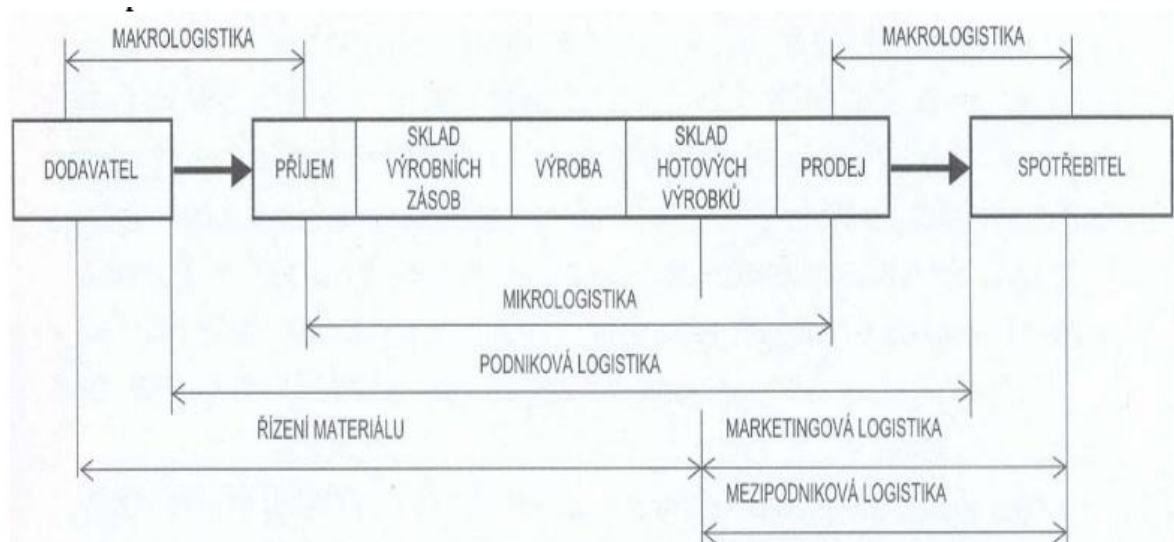 MAKROLOGISTIKA
MAKROLOGISTIKA
DODAVATEL
PŘÍJEM
SKLAD
VÝROBNÍCH
ZÁSOB
VÝROBA
SKLAD
HOTOVÝCH
VÝROBKŮ
PRODEJ
SPOTŘEBITEL
MIKROLOGISTIKA
PODNIKOVÁ LOGISTIKA
ŘÍZENÍ MATERIÁLU
MARKETINGOVÁ LOGISTIKA
MEZIPODNIKOVÁ LOGISTIKA